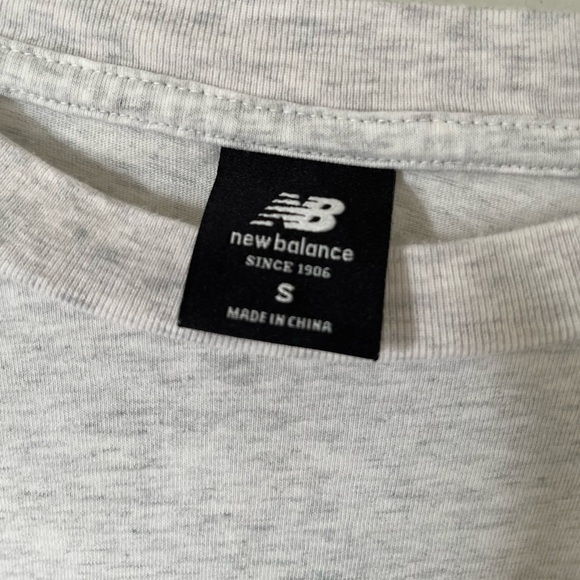 NB
new balance
SINCE 1906
S
MADE IN CHINA